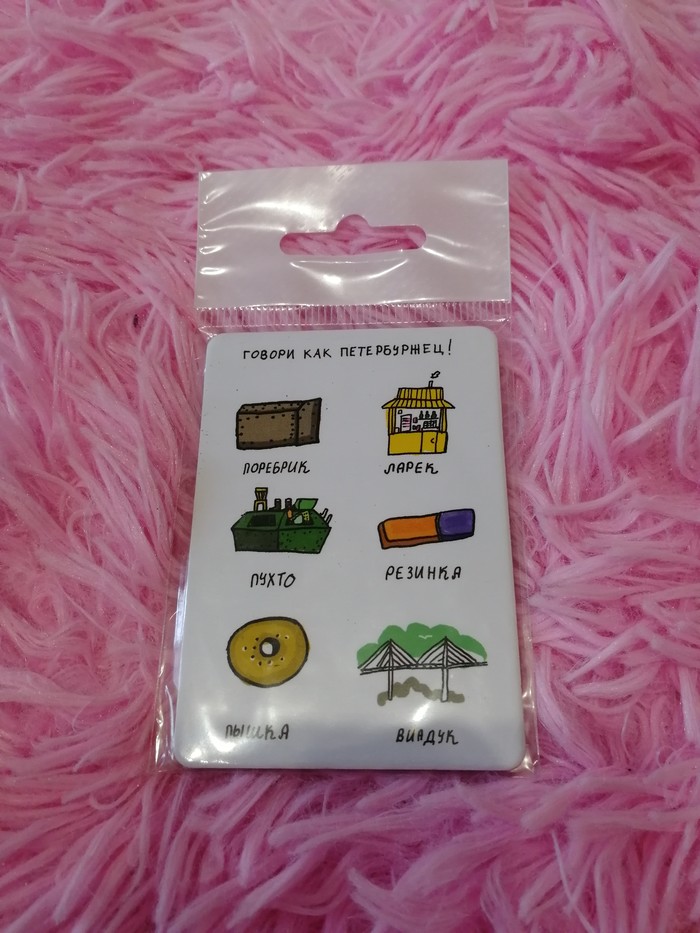 ГОВОРИ КАК ПЕТЕРБУРЖЕЦ!
ПОРЕБРИК
ЛАРЕК
ПУХТО
РЕЗИНКА
ПЫШКА
ВИАДУК